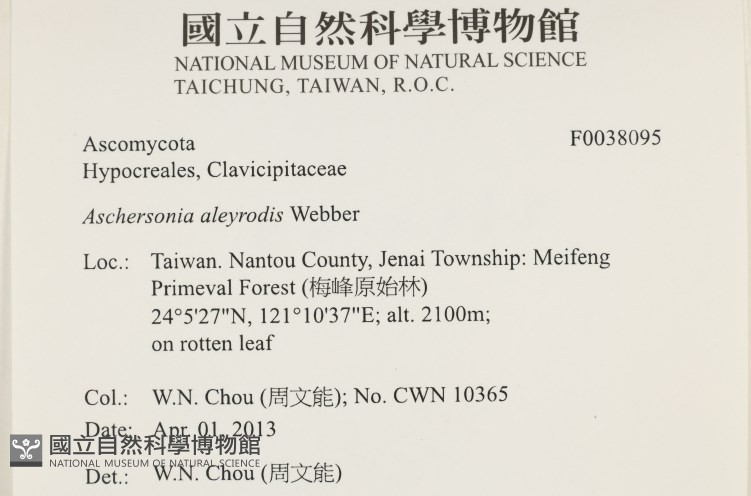 國立自然科學博物館
NATIONAL MUSEUM OF NATURAL SCIENCE
TAICHUNG, TAIWAN, R.O.C.
Ascomycota F0038095
Hypocreales, Clavicipitaceae
Aschersonia aleyrodis Webber
Loc.: Taiwan. Nantou County, Jenai Township: Meifeng
Primeval Forest (梅峰原始林)
24°5'27"N, 121°10'37"E; alt. 2100m;
on rotten leaf
Col.: W.N. Chou (周文能); No. CWN 10365
Date: Apr. 01, 2013
國立自然科學博物館
NATIONAL MUSEUM OF NATURAL SCIENCE
Det.: W.N. Chou (周文能)